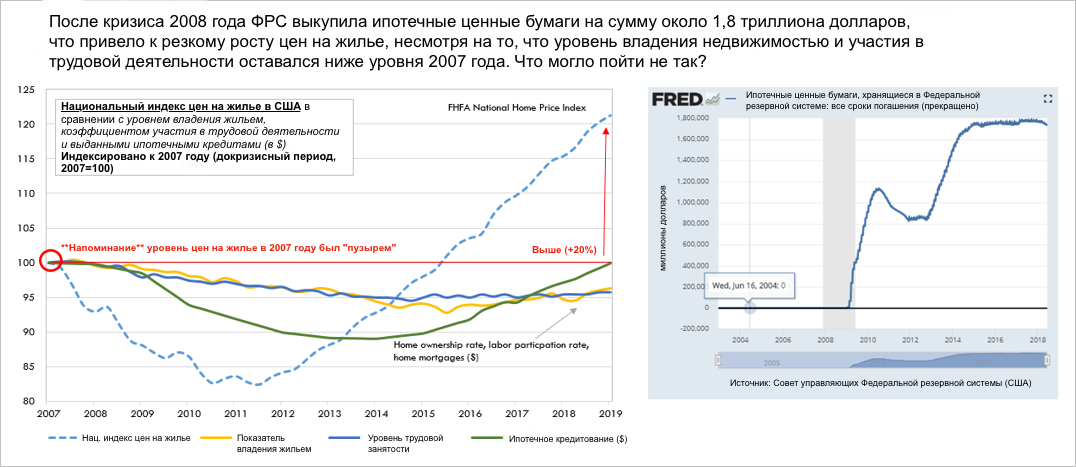 После кризиса 2008 года ФРС выкупила ипотечные ценные бумаги на сумму около 1,8 триллиона долларов,
что привело к резкому росту цен на жилье, несмотря на то, что уровень владения недвижимостью и участия в
трудовой деятельности оставался ниже уровня 2007 года. Что могло пойти не так?
125
120
115
110
105
100
95
90
85
80
Национальный индекс цен на жилье в США в
сравнении с уровнем владения жильем,
коэффициентом участия в трудовой деятельности
и выданными ипотечными кредитами (в $)
Индексировано к 2007 году (докризисный период,
2007=100)
FHFA National Home Price Index
**Напоминание** уровень цен на жилье в 2007 году был "пузырем"
Выше (+20%)
Home ownership rate, labor particpation rate,
home mortgages ($)
2007 2008 2009 2010 2011 2012 2013 2014 2015 2016 2017 2018 2019
Нац. индекс цен на жилье
Показатель
владения жильем
Уровень трудовой
занятости
Ипотечное кредитование ($)
FRED
Ипотечные ценные бумаги, хранящиеся в Федеральной
резервной системе: все сроки погашения (прекращено)
миллионы долларов
1,800,000
1,600,000
1,400,000
1,200,000
1,000,000
800,000
600,000
400,000
200,000
0
-200,000
Wed, Jun 16, 2004: 0
2004 2006 2008 2010 2012 2014 2016 2018
2005 2010
Источник: Совет управляющих Федеральной резервной системы (США)